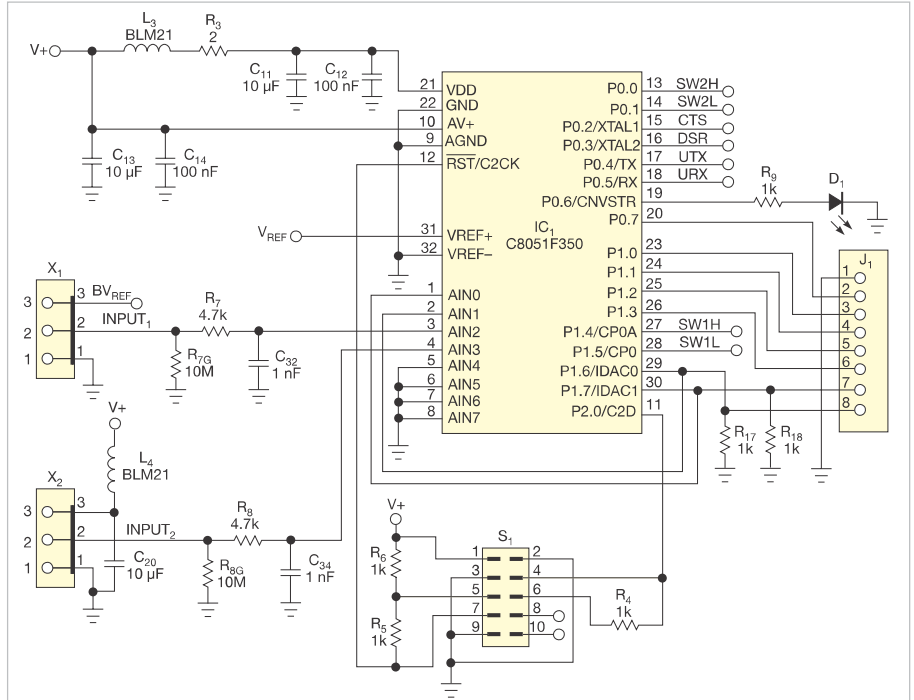 L3
BLM21
R3
2
V+
C11
10 µF
C12
100 nF
C13
10 µF
C14
100 nF
21 VDD
22 GND
10 AV+
9 AGND
12 RST/C2CK
VREF
31 VREF+
32 VREF–
1 AIN0
2 AIN1
3 AIN2
4 AIN3
5 AIN4
6 AIN5
7 AIN6
8 AIN7
IC1
C8051F350
P0.0 13 SW2H
P0.1 14 SW2L
P0.2/XTAL1 15 CTS
P0.3/XTAL2 16 DSR
P0.4/TX 17 UTX
P0.5/RX 18 URX
P0.6/CNVSTR 19
P0.7 20
P1.0 23
P1.1 24
P1.2 25
P1.3 26
P1.4/CP0A 27 SW1H
P1.5/CP0 28 SW1L
P1.6/IDAC0 29
P1.7/IDAC1 30
P2.0/C2D 11
R9
1k
D1
J1
1
2
3
4
5
6
7
8
R17
1k
R18
1k
X1
3 3 BVREF
2 2 INPUT1
1 1
R7
4.7k
R7G
10M
C32
1 nF
V+
L4
BLM21
X2
3 3
2 2 INPUT2
1 1
C20
10 µF
R8
4.7k
R8G
10M
C34
1 nF
V+
R6
1k
R5
1k
S1
1 2
3 4
5 6
7 8
9 10
R4
1k